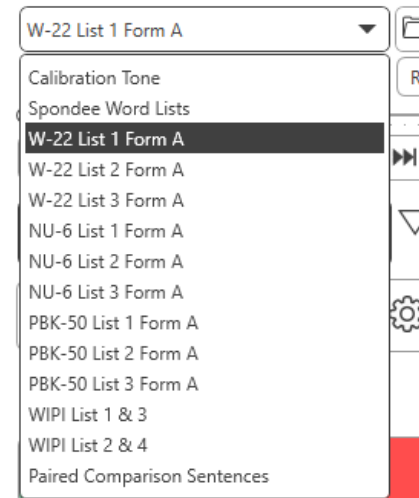 W-22 List 1 Form A
Calibration Tone
Spondee Word Lists
W-22 List 1 Form A
W-22 List 2 Form A
W-22 List 3 Form A
NU-6 List 1 Form A
NU-6 List 2 Form A
NU-6 List 3 Form A
PBK-50 List 1 Form A
PBK-50 List 2 Form A
PBK-50 List 3 Form A
WIPI List 1 & 3
WIPI List 2 & 4
Paired Comparison Sentences